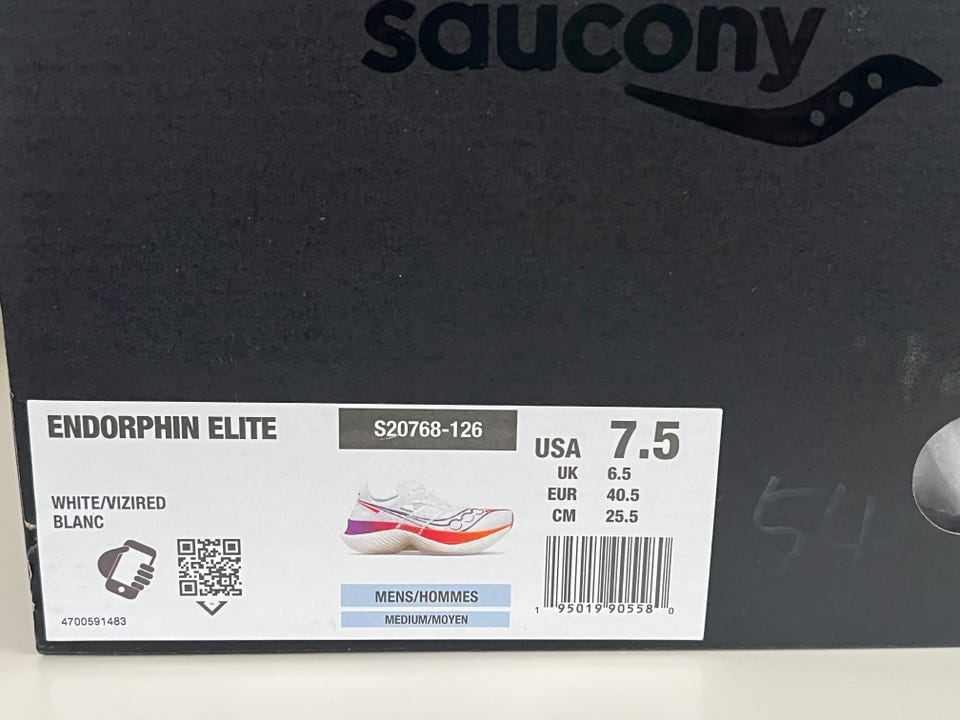 saucony
ENDORPHIN ELITE
S20768-126
WHITE/VIZIRED
BLANC
4700591483
MENS/HOMMES
MEDIUM/MOYEN
USA 7.5
UK 6.5
EUR 40.5
CM 25.5
1 95019 90558 0
54